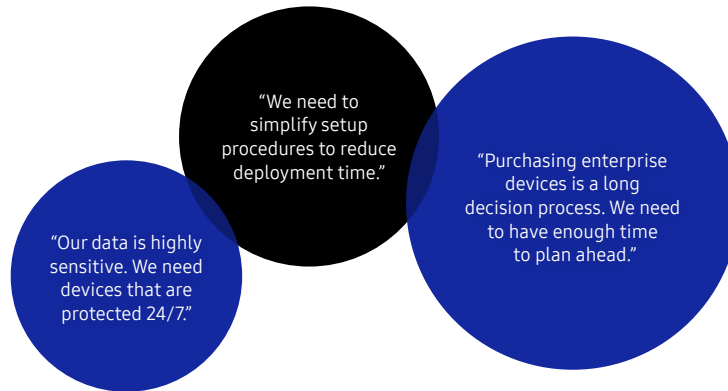 “We need to
simplify setup
procedures to reduce
deployment time.”
“Purchasing enterprise
devices is a long
decision process. We need
to have enough time
to plan ahead.”
“Our data is highly
sensitive. We need
devices that are
protected 24/7.”